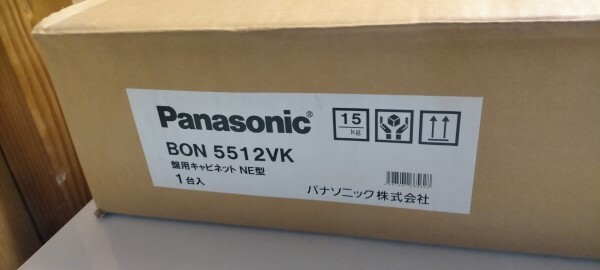 Panasonic®
15
kg
BON 5512VK
盤用キャビネット NE型
1台入
パナソニック株式会社